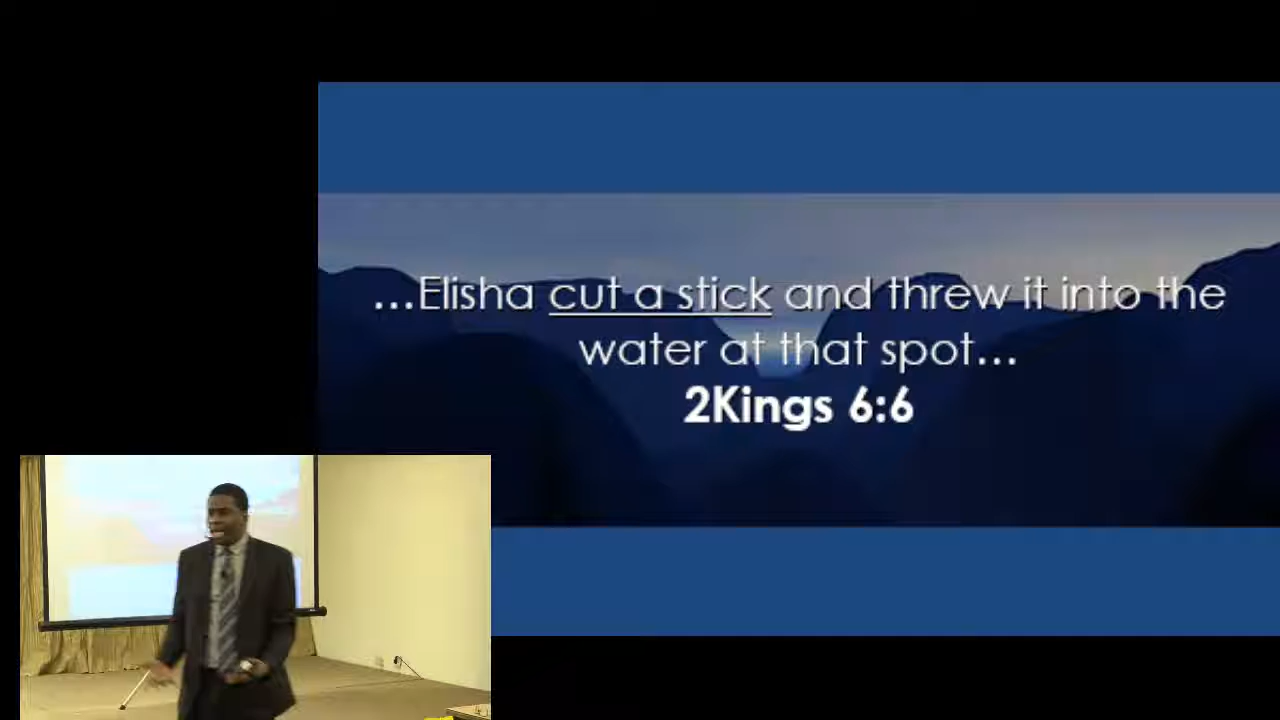 ...Elisha cut a stick and threw it into the
water at that spot...
2Kings 6:6